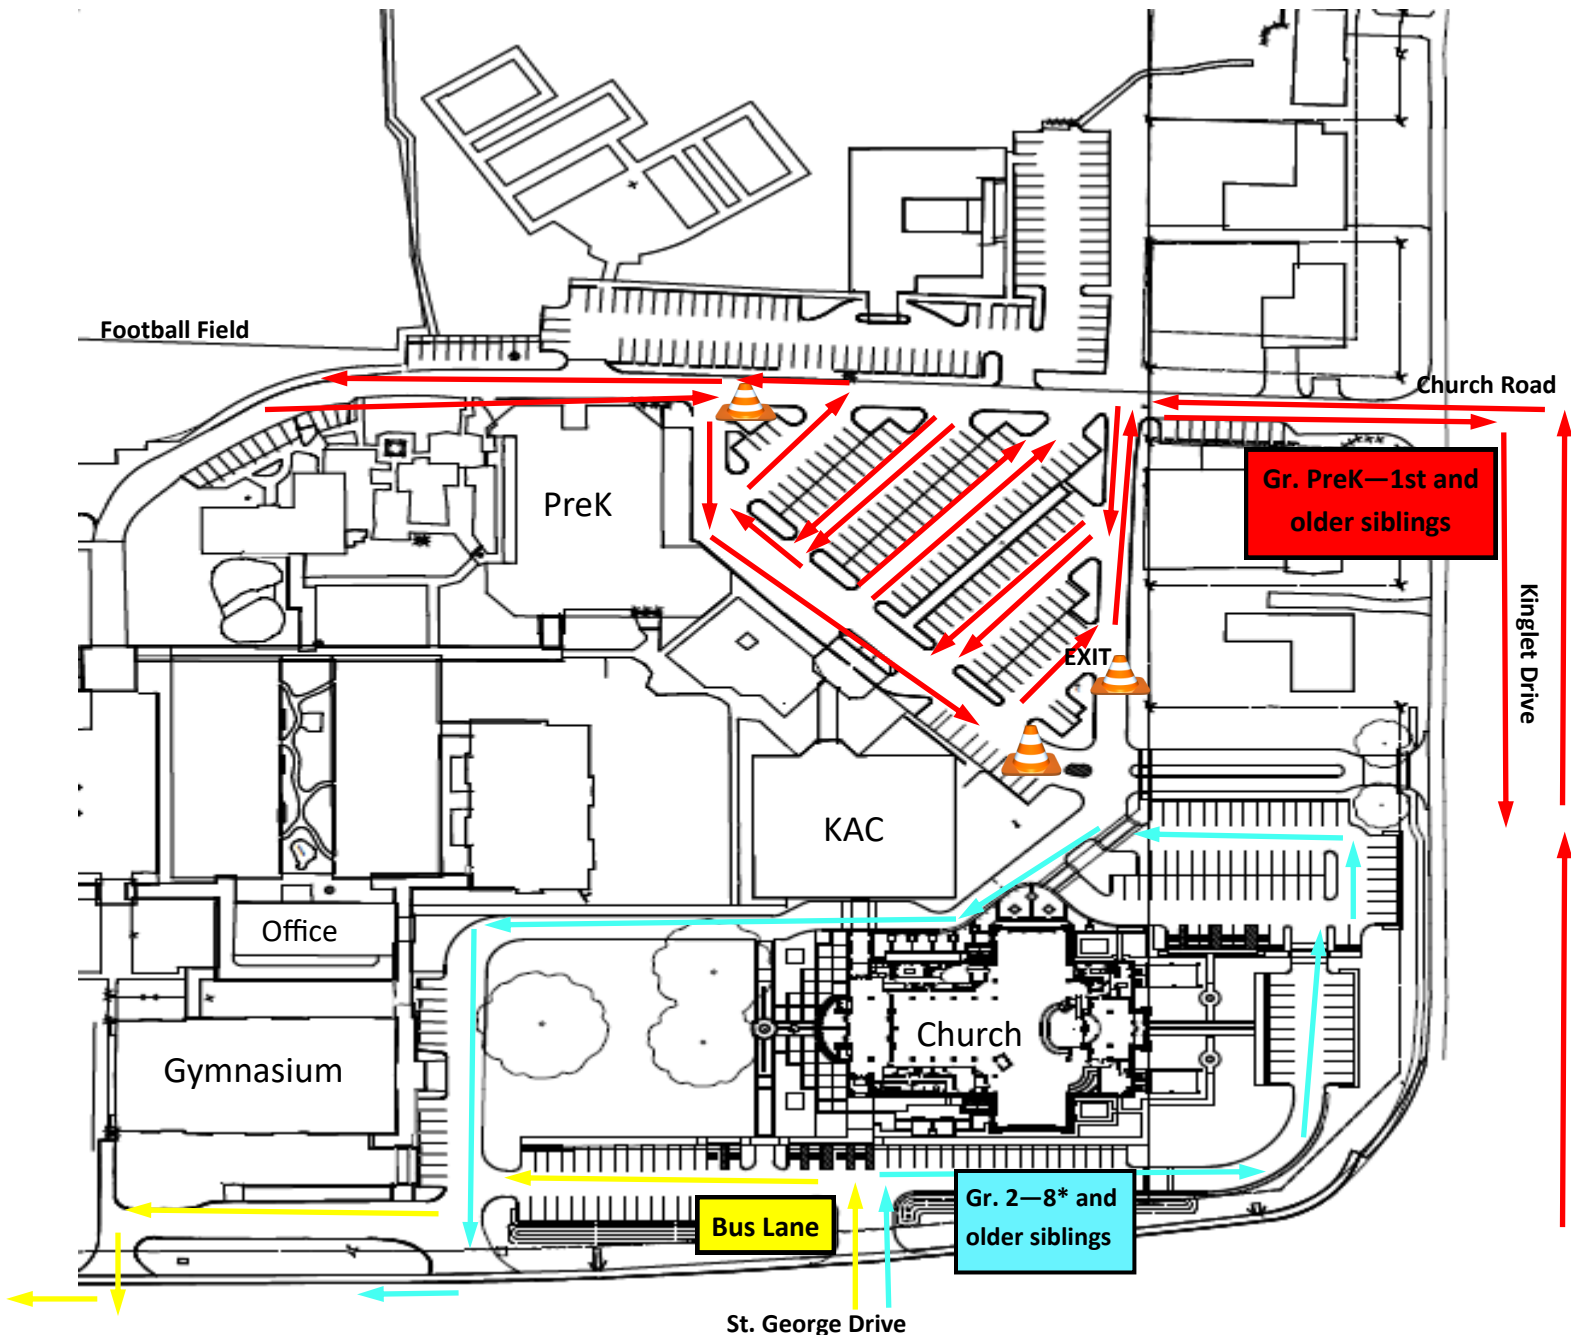 Football Field
Church Road
Gr. PreK—1st and
older siblings
PreK
Kinglet Drive
EXIT
KAC
Office
Church
Gymnasium
Gr. 2—8* and
older siblings
Bus Lane
St. George Drive